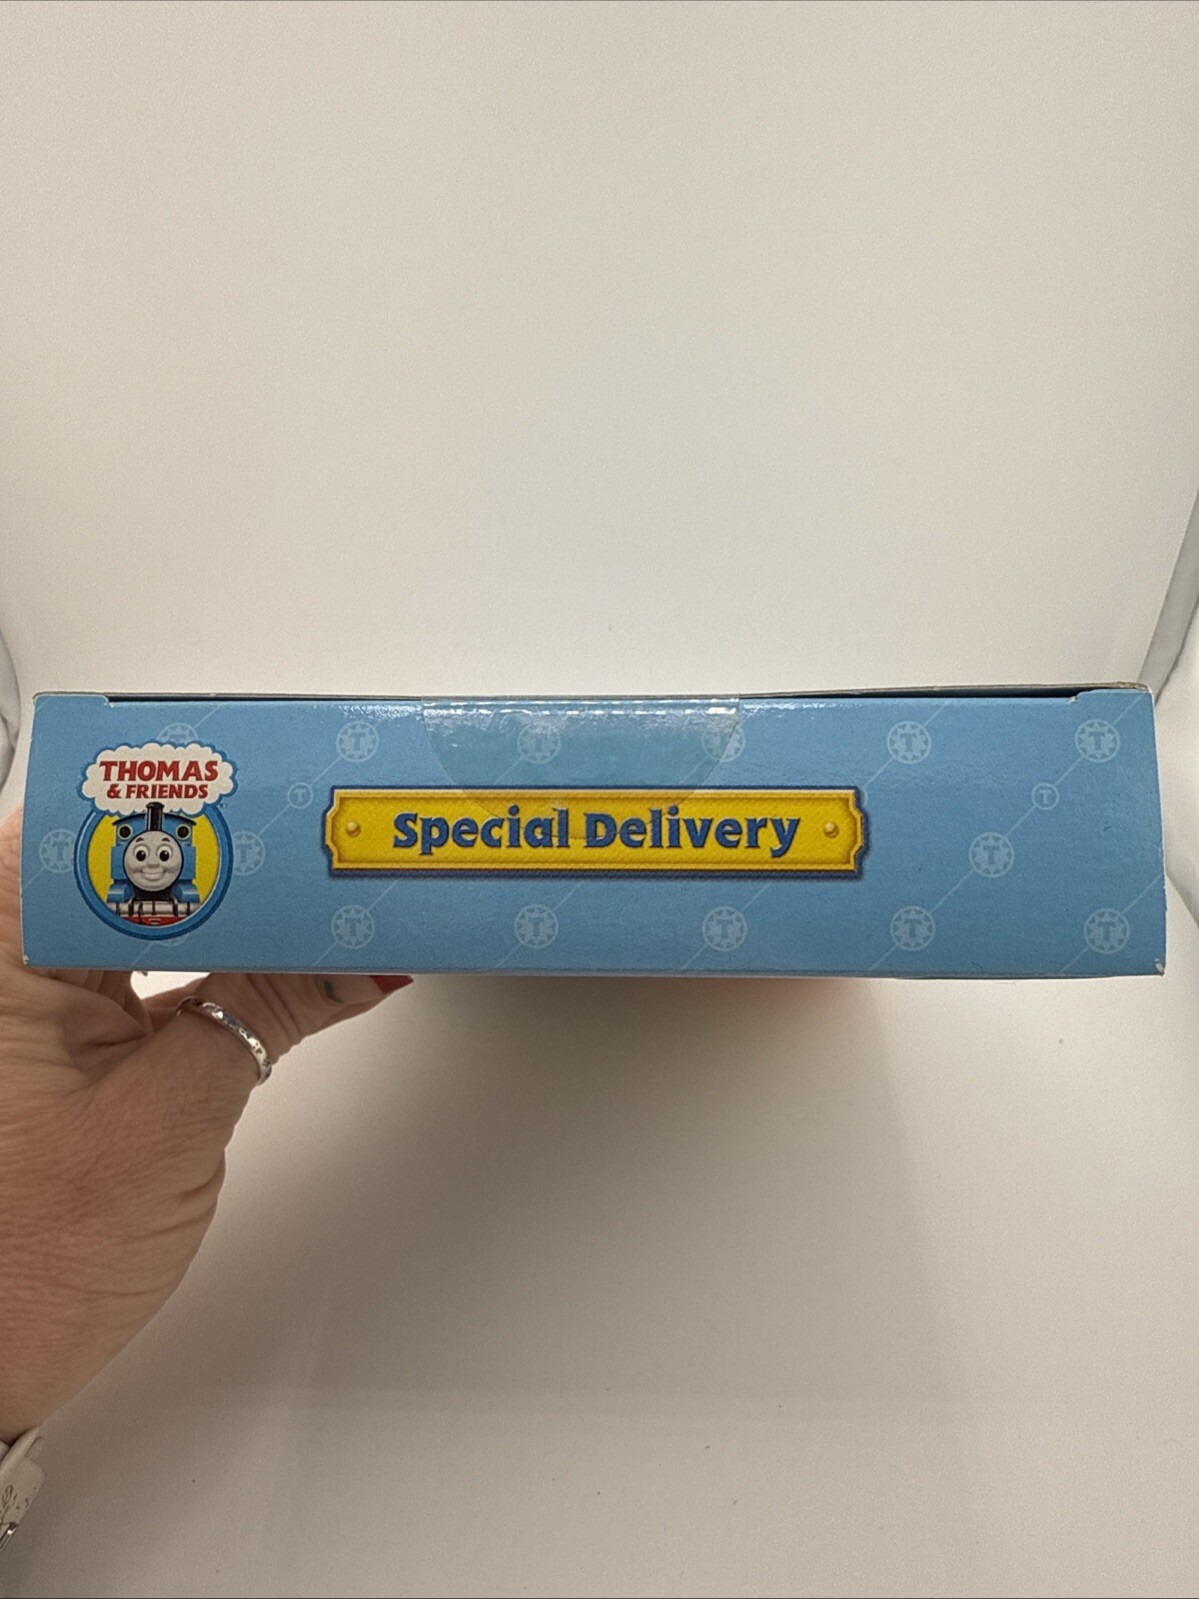 THOMAS
& FRIENDS
Special Delivery